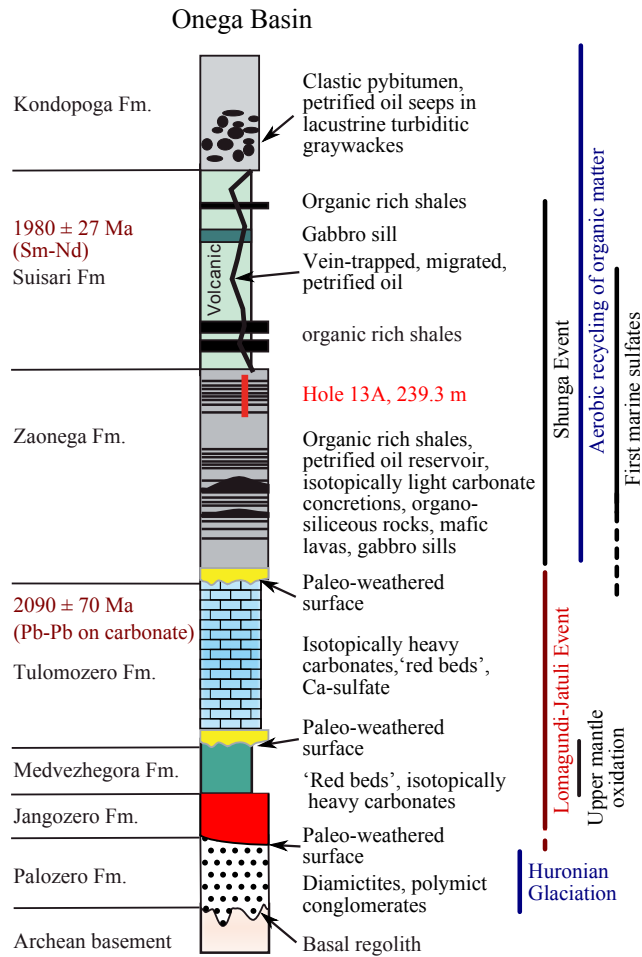 Onega Basin
Kondopoga Fm.
Clastic pybitumen,
petrified oil seeps in
lacustrine turbiditic
graywackes
1980 ± 27 Ma
(Sm-Nd)
Suisari Fm
Volcanic
Organic rich shales
Gabbro sill
Vein-trapped, migrated,
petrified oil
organic rich shales
Zaonega Fm.
Hole 13A, 239.3 m
Organic rich shales,
petrified oil reservoir,
isotopically light carbonate
concretions, organo-
siliceous rocks, mafic
lavas, gabbro sills
Paleo-weathered
surface
2090 ± 70 Ma
(Pb-Pb on carbonate)
Tulomozero Fm.
Isotopically heavy
carbonates,‘red beds’,
Ca-sulfate
Paleo-weathered
surface
Medvezhegora Fm.
‘Red beds’, isotopically
heavy carbonates
Jangozero Fm.
Paleo-weathered
surface
Palozero Fm.
Diamictites, polymict
conglomerates
Archean basement
Basal regolith
Shunga Event
Aerobic recycling of organic matter
First marine sulfates
Lomagundi-Jatuli Event
Upper mantle
oxidation
Huronian
Glaciation